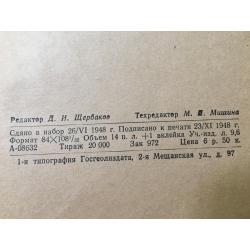 Редактор Д. И. Щербаков Техредактор М. П. Мишина
Сдано в набор 26/VI 1948 г. Подписано к печати 23/XI 1948 г.
Формат 84×108¹/₃₂ Объем 14 п. л. +1 вклейка Уч.-изд. л. 9,6
А-08632 Тираж 20 000 Зак 972 Цена 6 р. 50 к.
1-я типография Госгеолиздата, 2-я Мещанская ул., д. 97